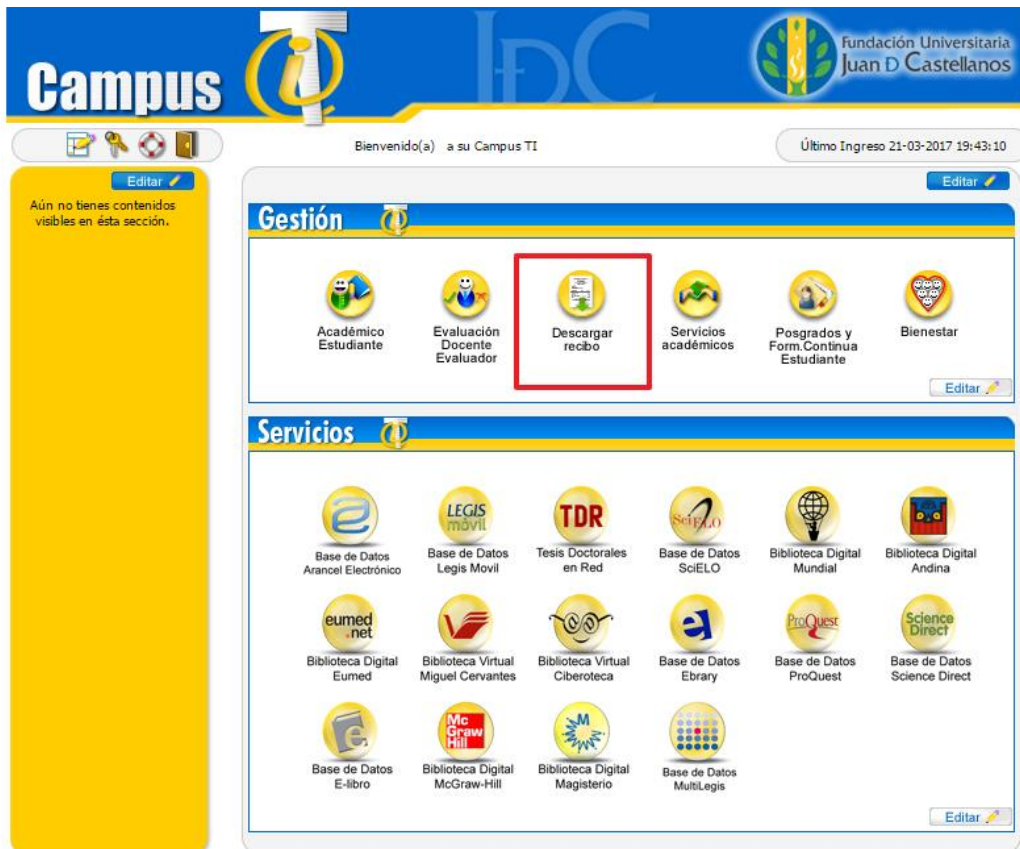 Campus
IDC
Fundación Universitaria
Juan D Castellanos
Bienvenido(a) a su Campus TI
Último Ingreso 21-03-2017 19:43:10
Editar
Aún no tienes contenidos
visibles en ésta sección.
Editar
Gestión
Académico
Estudiante
Evaluación
Docente
Evaluador
Descargar
recibo
Servicios
académicos
Posgrados y
Form.Continua
Estudiante
Bienestar
Editar
Servicios
Base de Datos
Arancel Electrónico
LEGIS
móvil
Base de Datos
Legis Movil
TDR
Tesis Doctorales
en Red
SciELO
Base de Datos
SciELO
Biblioteca Digital
Mundial
Biblioteca Digital
Andina
eumed
.net
Biblioteca Digital
Eumed
Biblioteca Virtual
Miguel Cervantes
Biblioteca Virtual
Ciberoteca
e
Base de Datos
Ebrary
ProQuest
Base de Datos
ProQuest
Science
Direct
Base de Datos
Science Direct
e
Base de Datos
E-libro
Mc
Graw
Hill
Biblioteca Digital
McGraw-Hill
M
Biblioteca Digital
Magisterio
Base de Datos
MultiLegis
Editar